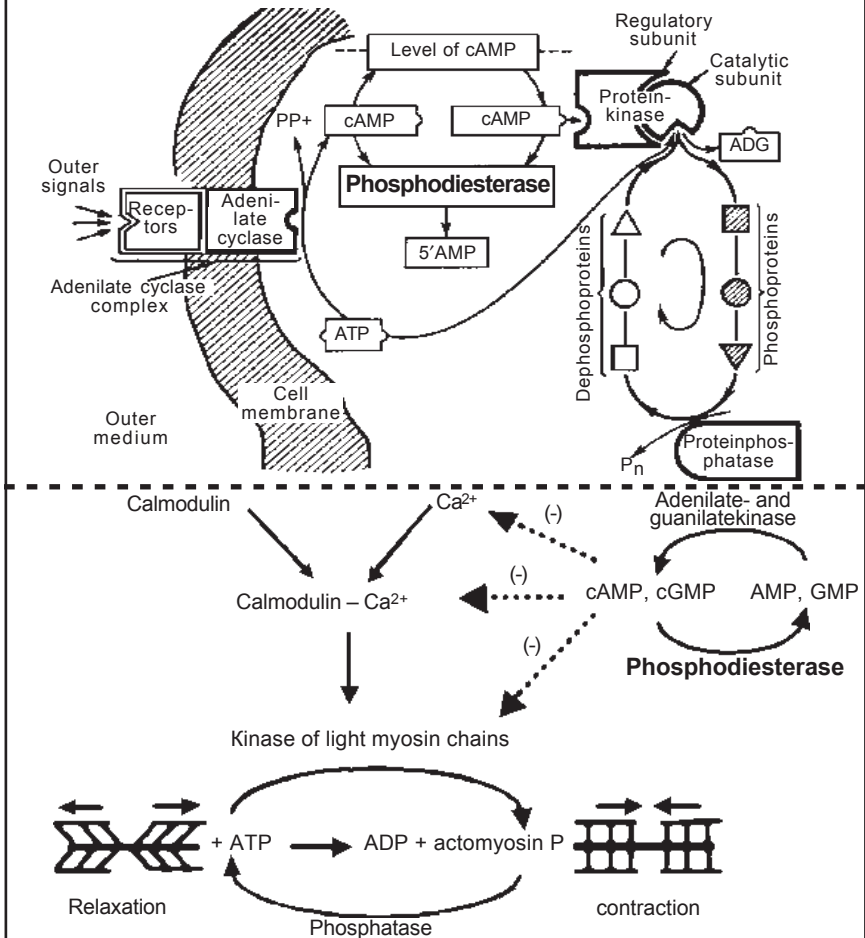 Level of cAMP
Regulatory
subunit
Catalytic
subunit
PP+
cAMP
cAMP
Protein-
kinase
ADG
Outer
signals
Recep-
tors
Adeni-
late
cyclase
Phosphodiesterase
5′AMP
Adenilate cyclase
complex
ATP
Dephosphoproteins
Phosphoproteins
Cell
membrane
Outer
medium
Pn
Proteinphos-
phatase
Calmodulin
Ca2+
(-)
Adenilate- and
guanilatekinase
Calmodulin – Ca2+
(-)
cAMP, cGMP
AMP, GMP
(-)
Phosphodiesterase
Kinase of light myosin chains
+ ATP
ADP + actomyosin P
Relaxation
contraction
Phosphatase